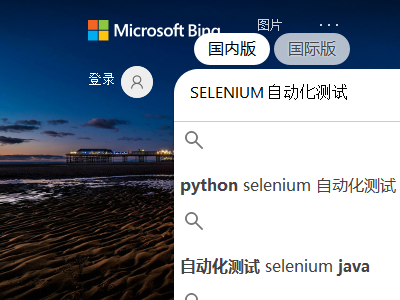 Microsoft Bing
图片 ...
国内版 国际版
登录
SELENIUM 自动化测试
python selenium 自动化测试
自动化测试 selenium java